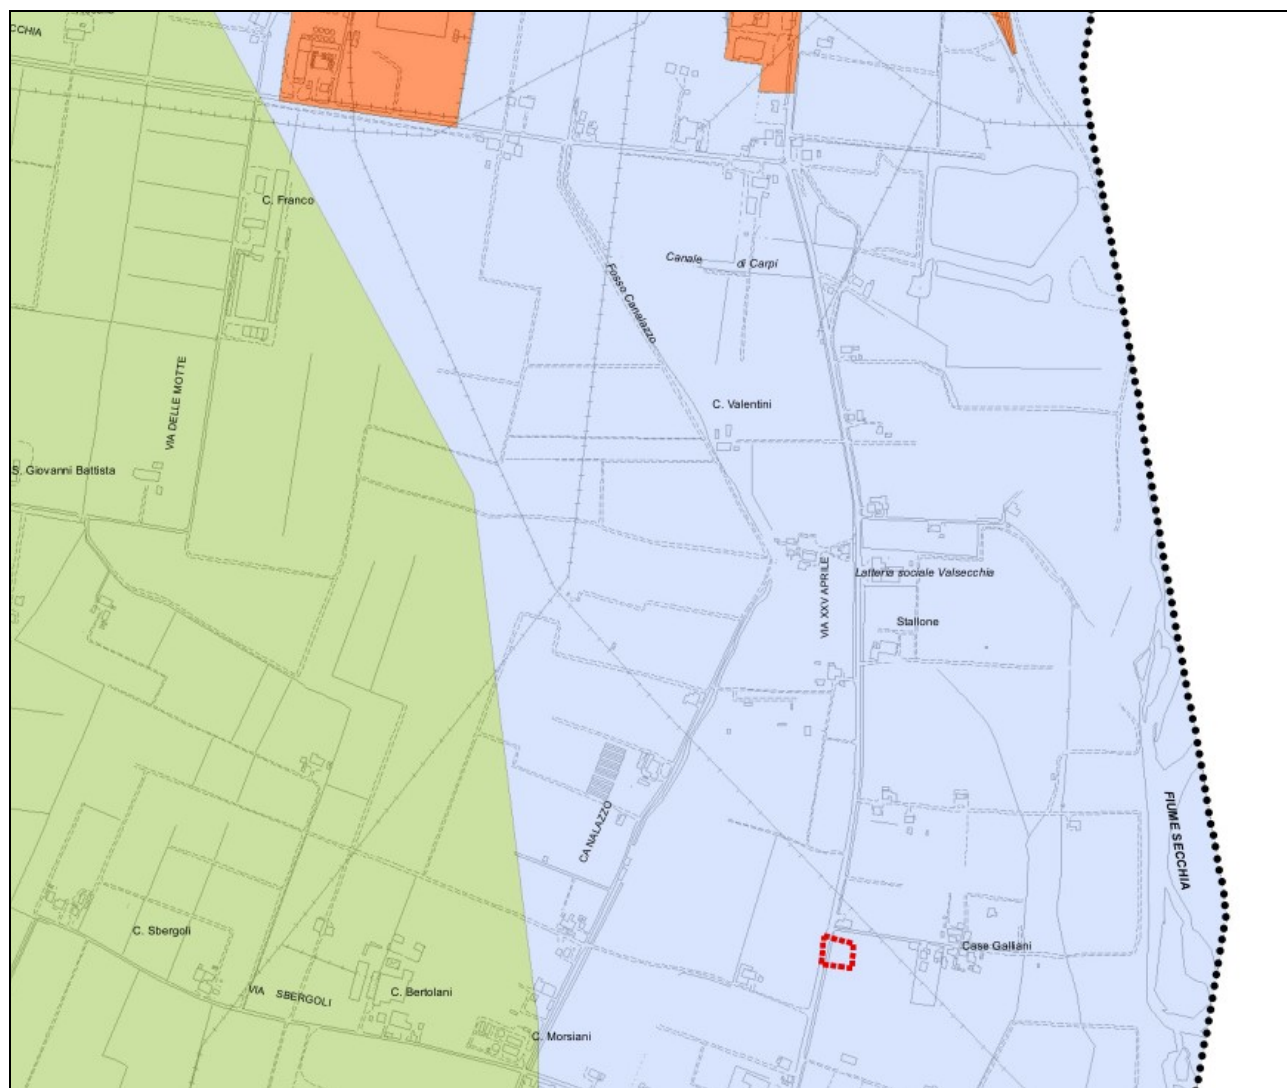 CCHIA
C. Franco
Canale di Carpi
Fosso Canalazzo
VIA DELLE MOTTE
C. Valentini
S. Giovanni Battista
VIA XXV APRILE
Latteria sociale Valsecchia
Stallone
CANALAZZO
FIUME SECCHIA
C. Sbergoli
Case Galliani
VIA SBERGOLI
C. Bertolani
C. Morsiani